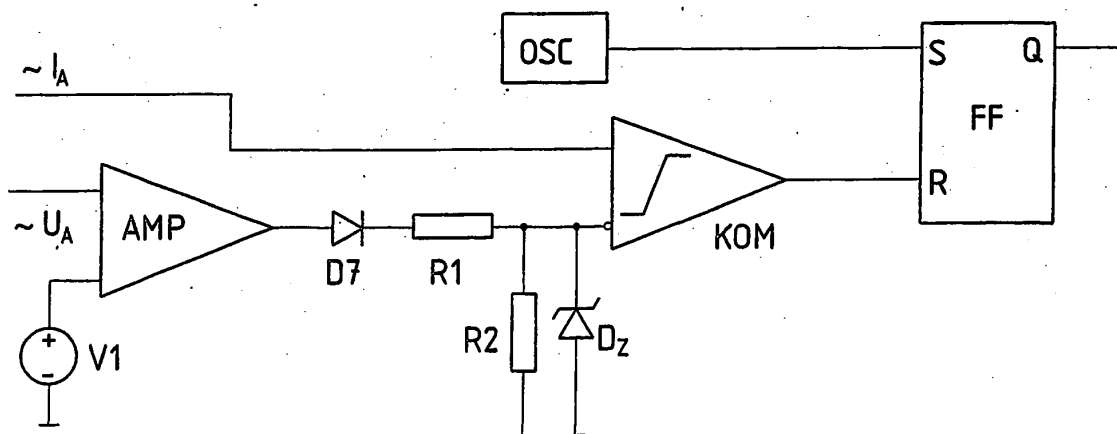 OSC
S
Q
~ I_A
FF
R
~ U_A
AMP
KOM
D7
R1
R2
D_Z
+
-
V1